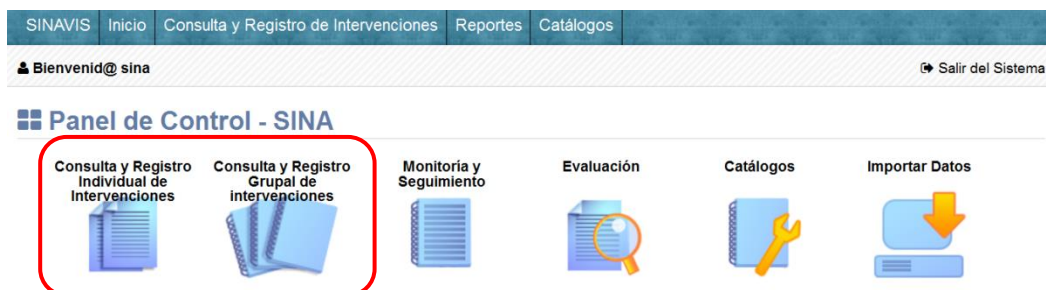 SINAVIS Inicio Consulta y Registro de Intervenciones Reportes Catálogos
Bienvenid@ sina
Salir del Sistema
Panel de Control - SINA
Consulta y Registro
Individual de
Intervenciones
Consulta y Registro
Grupal de
intervenciones
Monitoría y
Seguimiento
Evaluación
Catálogos
Importar Datos